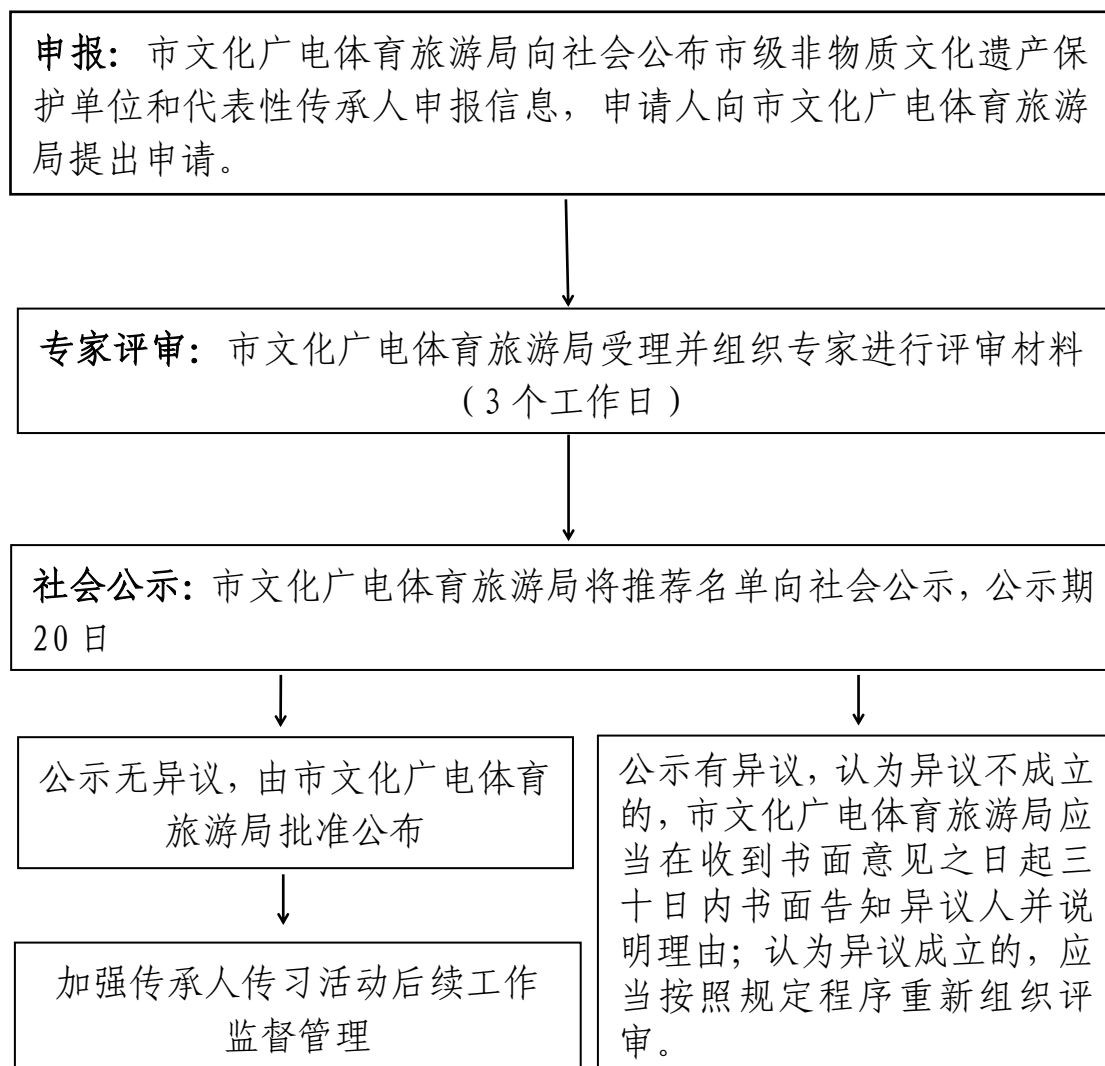 申报：市文化广电体育旅游局向社会公布市级非物质文化遗产保
护单位和代表性传承人申报信息，申请人向市文化广电体育旅游
局提出申请。
专家评审：市文化广电体育旅游局受理并组织专家进行评审材料
（3个工作日）
社会公示：市文化广电体育旅游局将推荐名单向社会公示，公示期
20日
公示无异议，由市文化广电体育
旅游局批准公布
加强传承人传习活动后续工作
监督管理
公示有异议，认为异议不成立
的，市文化广电体育旅游局应
当在收到书面意见之日起三
十日内书面告知异议人并说
明理由；认为异议成立的，应
当按照规定程序重新组织评
审。